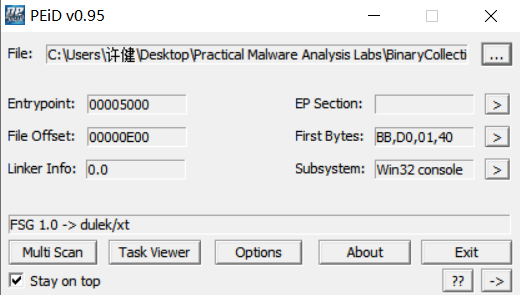 PEiD v0.95
File: C:\Users\许健\Desktop\Practical Malware Analysis Labs\BinaryCollecti ...
Entrypoint: 00005000 EP Section: >
File Offset: 00000E00 First Bytes: BB,D0,01,40 >
Linker Info: 0.0 Subsystem: Win32 console >
FSG 1.0 -> dulek/xt
Multi Scan Task Viewer Options About Exit
Stay on top ?? ->